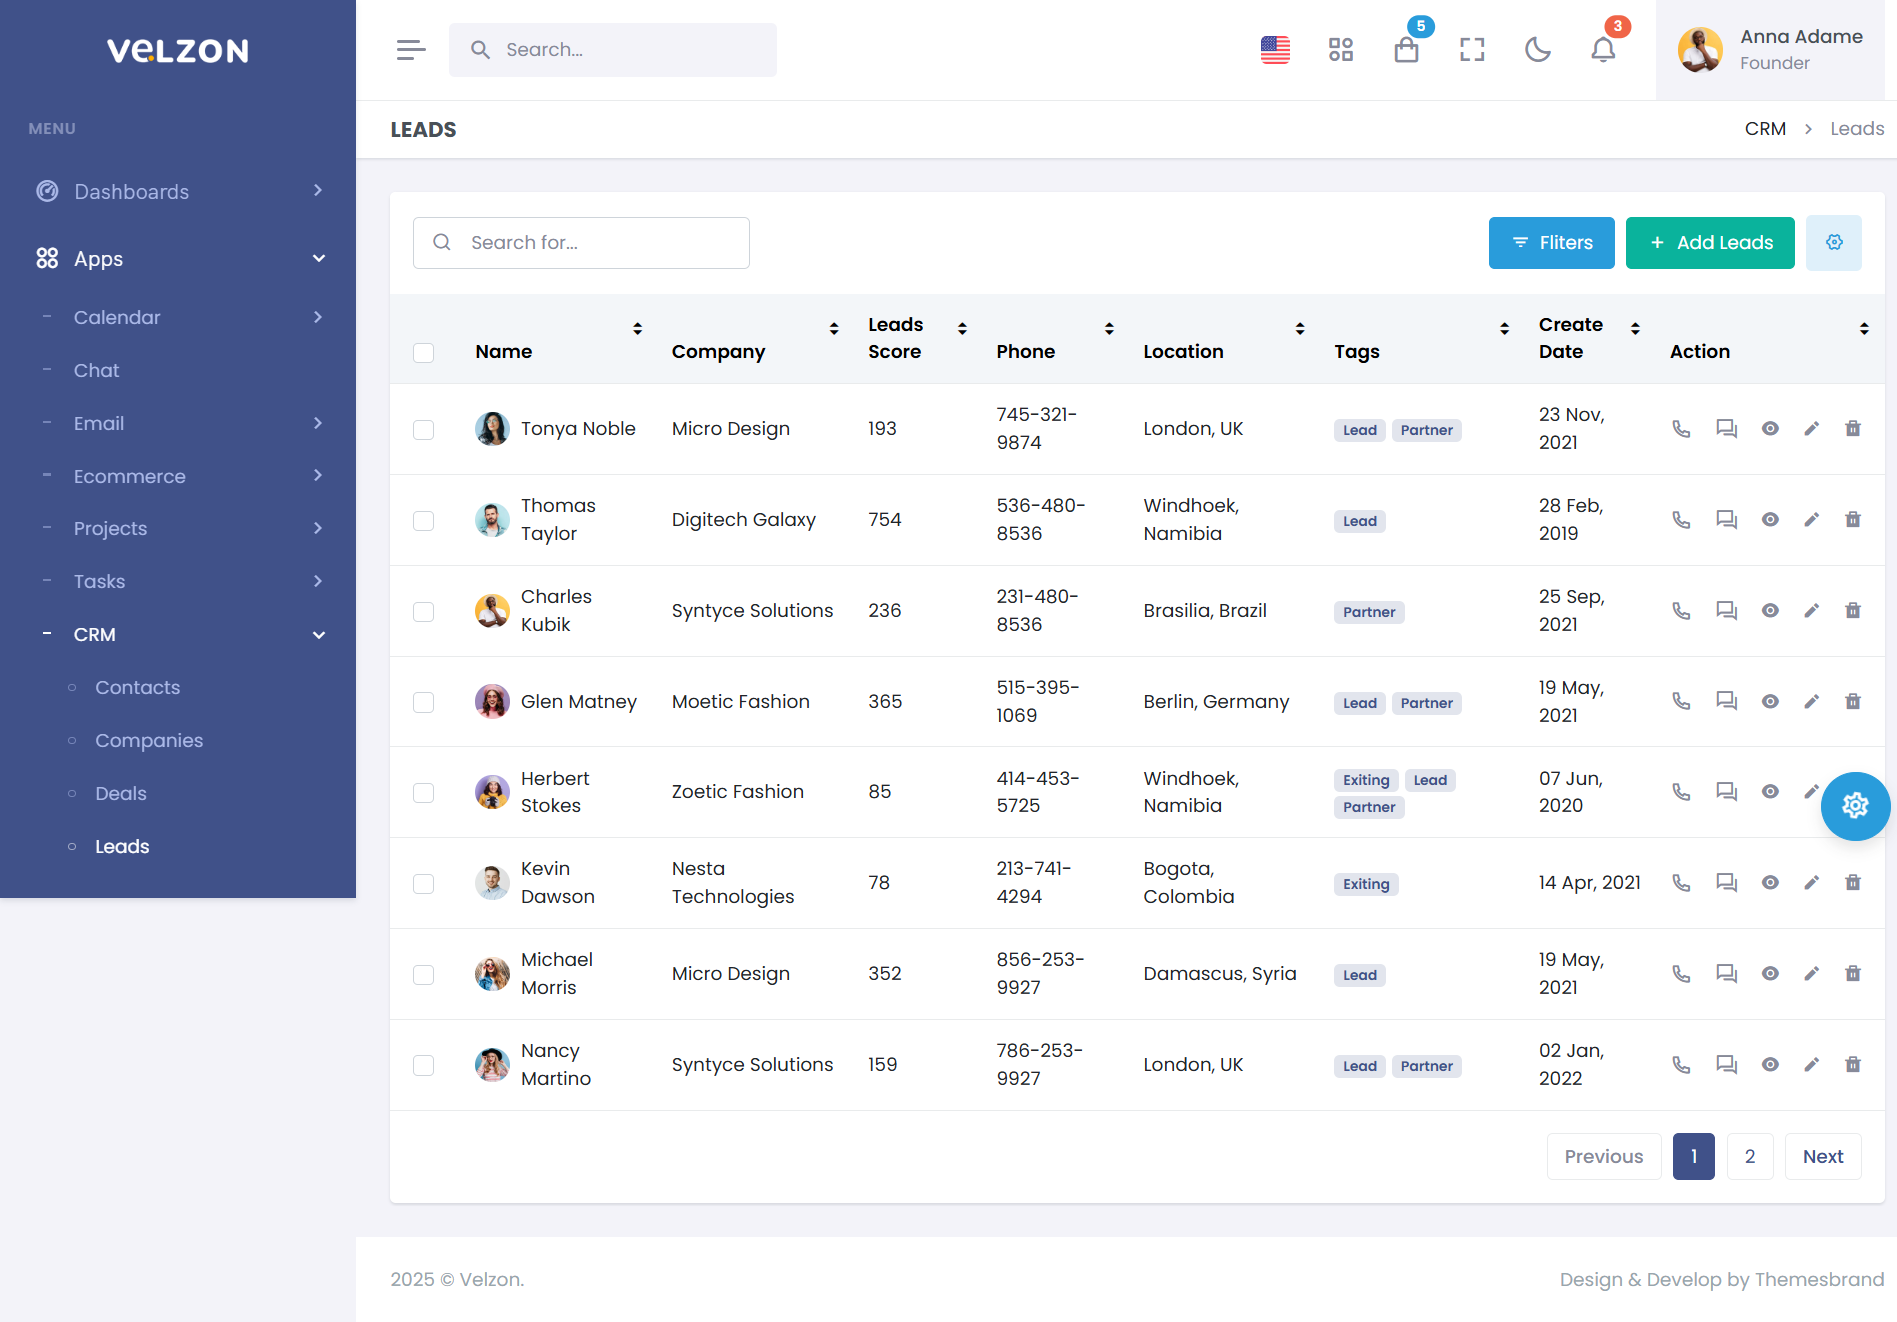 VELZON
Search...
5
3
Anna Adame
Founder
MENU
Dashboards
Apps
Calendar
Chat
Email
Ecommerce
Projects
Tasks
CRM
Contacts
Companies
Deals
Leads
LEADS
CRM > Leads
Search for...
Fliters
+ Add Leads
Name
Company
Leads
Score
Phone
Location
Tags
Create
Date
Action
Tonya Noble
Micro Design
193
745-321-
9874
London, UK
Lead Partner
23 Nov,
2021
Thomas
Taylor
Digitech Galaxy
754
536-480-
8536
Windhoek,
Namibia
Lead
28 Feb,
2019
Charles
Kubik
Syntyce Solutions
236
231-480-
8536
Brasilia, Brazil
Partner
25 Sep,
2021
Glen Matney
Moetic Fashion
365
515-395-
1069
Berlin, Germany
Lead Partner
19 May,
2021
Herbert
Stokes
Zoetic Fashion
85
414-453-
5725
Windhoek,
Namibia
Exiting Lead
Partner
07 Jun,
2020
Kevin
Dawson
Nesta
Technologies
78
213-741-
4294
Bogota,
Colombia
Exiting
14 Apr, 2021
Michael
Morris
Micro Design
352
856-253-
9927
Damascus, Syria
Lead
19 May,
2021
Nancy
Martino
Syntyce Solutions
159
786-253-
9927
London, UK
Lead Partner
02 Jan,
2022
Previous 1 2 Next
2025 © Velzon.
Design & Develop by Themesbrand